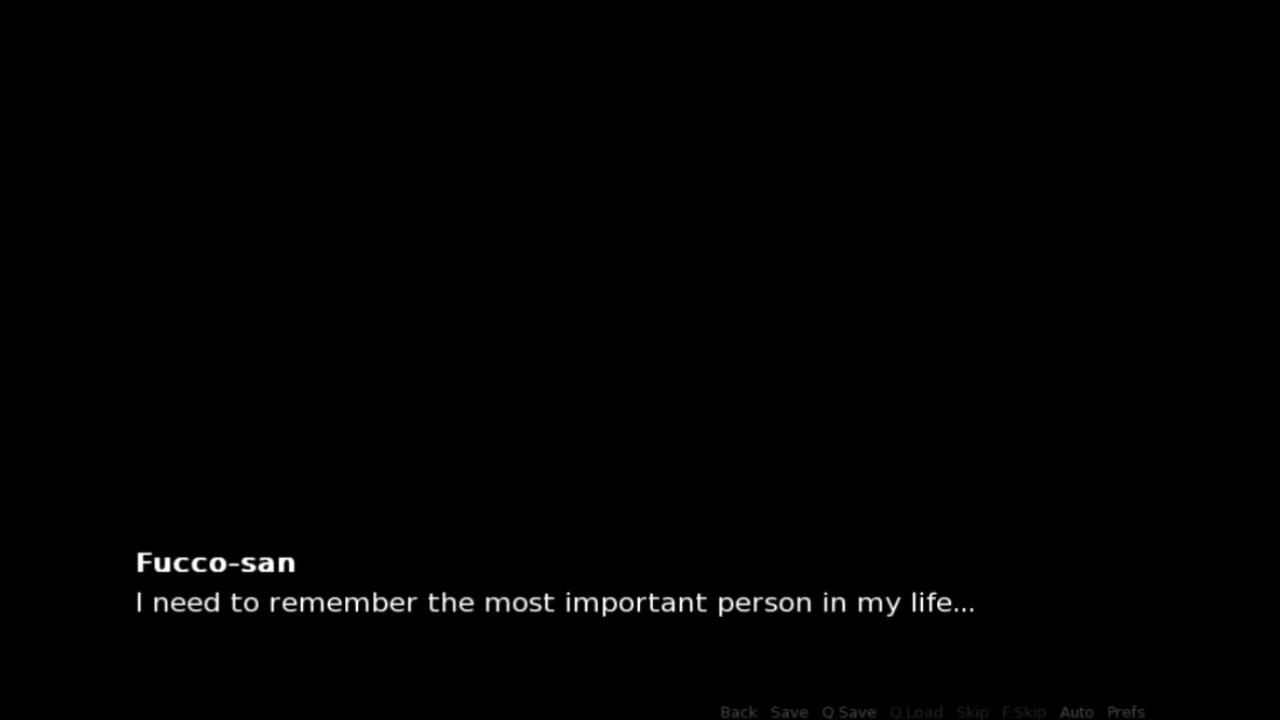 Fucco-san
I need to remember the most important person in my life...
Back Save Q.Save Q.Load Skip F.Skip Auto Prefs